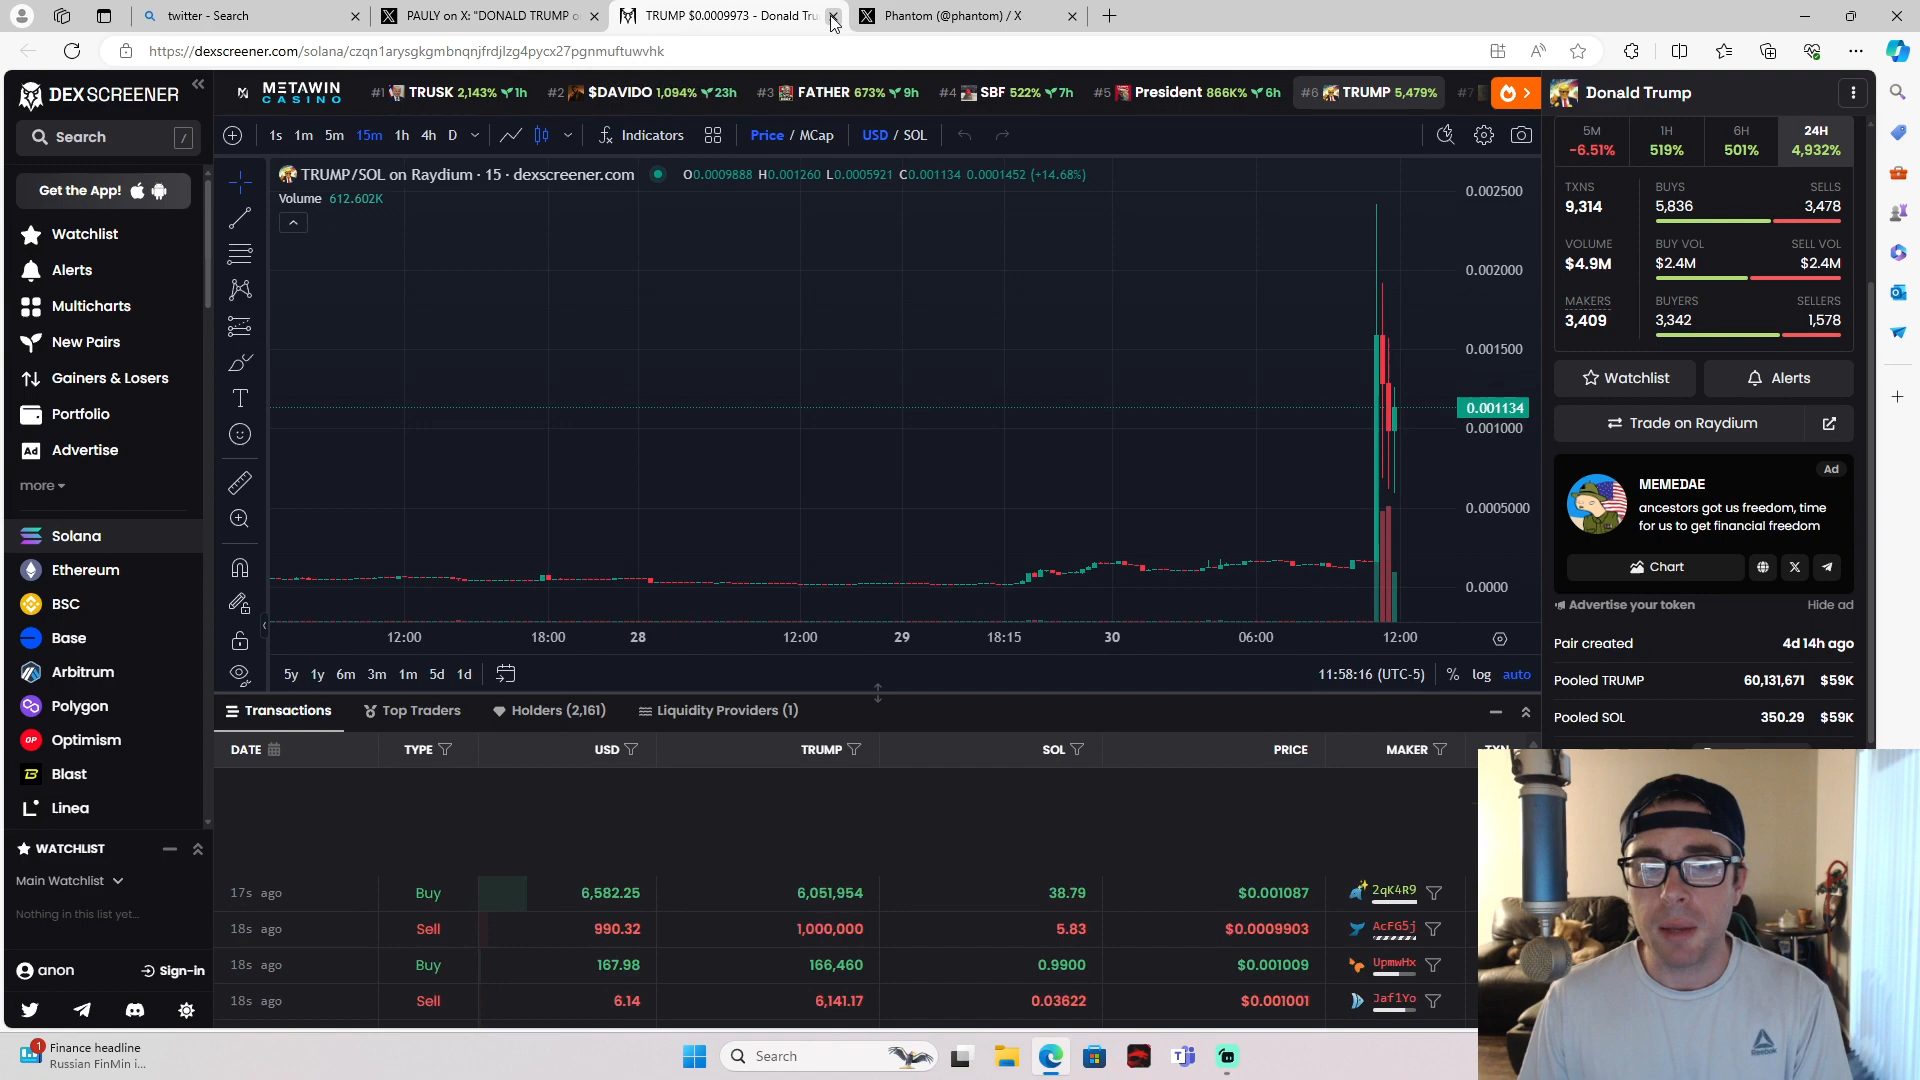 twitter - Search
PAULY on X: "DONALD TRUMP o
TRUMP $0.0009973 - Donald Tru
Phantom (@phantom) / X
https://dexscreener.com/solana/czqn1arysgkgmbnqnjfrdjlzg4pycx27pgnmuftuwvhk
DEX SCREENER
METAWIN CASINO
#1 TRUSK 2,143% 1h
#2 $DAVIDO 1,094% 23h
#3 FATHER 673% 9h
#4 SBF 522% 7h
#5 President 866K% 6h
#6 TRUMP 5,479%
#7
Donald Trump
Search /
Get the App!
Watchlist
Alerts
Multicharts
New Pairs
Gainers & Losers
Portfolio
Ad Advertise
more
Solana
Ethereum
BSC
Base
Arbitrum
Polygon
OP Optimism
Blast
Linea
WATCHLIST
Main Watchlist
Nothing in this list yet...
anon Sign-in
1s 1m 5m 15m 1h 4h D Indicators Price / MCap USD / SOL
TRUMP/SOL on Raydium · 15 · dexscreener.com O0.0009888 H0.001260 L0.0005921 C0.001134 0.0001452 (+14.68%)
Volume 612.602K
0.002500
0.002000
0.001500
0.001134
0.001000
0.0005000
0.0000
12:00 18:00 28 12:00 29 18:15 30 06:00 12:00
5y 1y 6m 3m 1m 5d 1d 11:58:16 (UTC-5) % log auto
Transactions Top Traders Holders (2,161) Liquidity Providers (1)
DATE TYPE USD TRUMP SOL PRICE MAKER TXN
17s ago Buy 6,582.25 6,051,954 38.79 $0.001087 2qK4R9
18s ago Sell 990.32 1,000,000 5.83 $0.0009903 AcFG5j
18s ago Buy 167.98 166,460 0.9900 $0.001009 UpmwHx
18s ago Sell 6.14 6,141.17 0.03622 $0.001001 Jaf1Yo
5M 1H 6H 24H
-6.51% 519% 501% 4,932%
TXNS BUYS SELLS
9,314 5,836 3,478
VOLUME BUY VOL SELL VOL
$4.9M $2.4M $2.4M
MAKERS BUYERS SELLERS
3,409 3,342 1,578
Watchlist Alerts
Trade on Raydium
Ad
MEMEDAE
ancestors got us freedom, time
for us to get financial freedom
Chart
Advertise your token Hide ad
Pair created 4d 14h ago
Pooled TRUMP 60,131,671 $59K
Pooled SOL 350.29 $59K
Reebok
1
Finance headline
Russian FinMin i...
Search